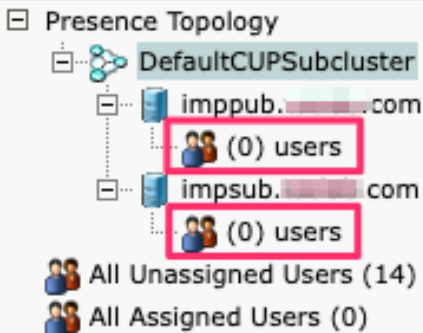 Presence Topology
DefaultCUPSubcluster
imppub. .com
(0) users
impsub. com
(0) users
All Unassigned Users (14)
All Assigned Users (0)